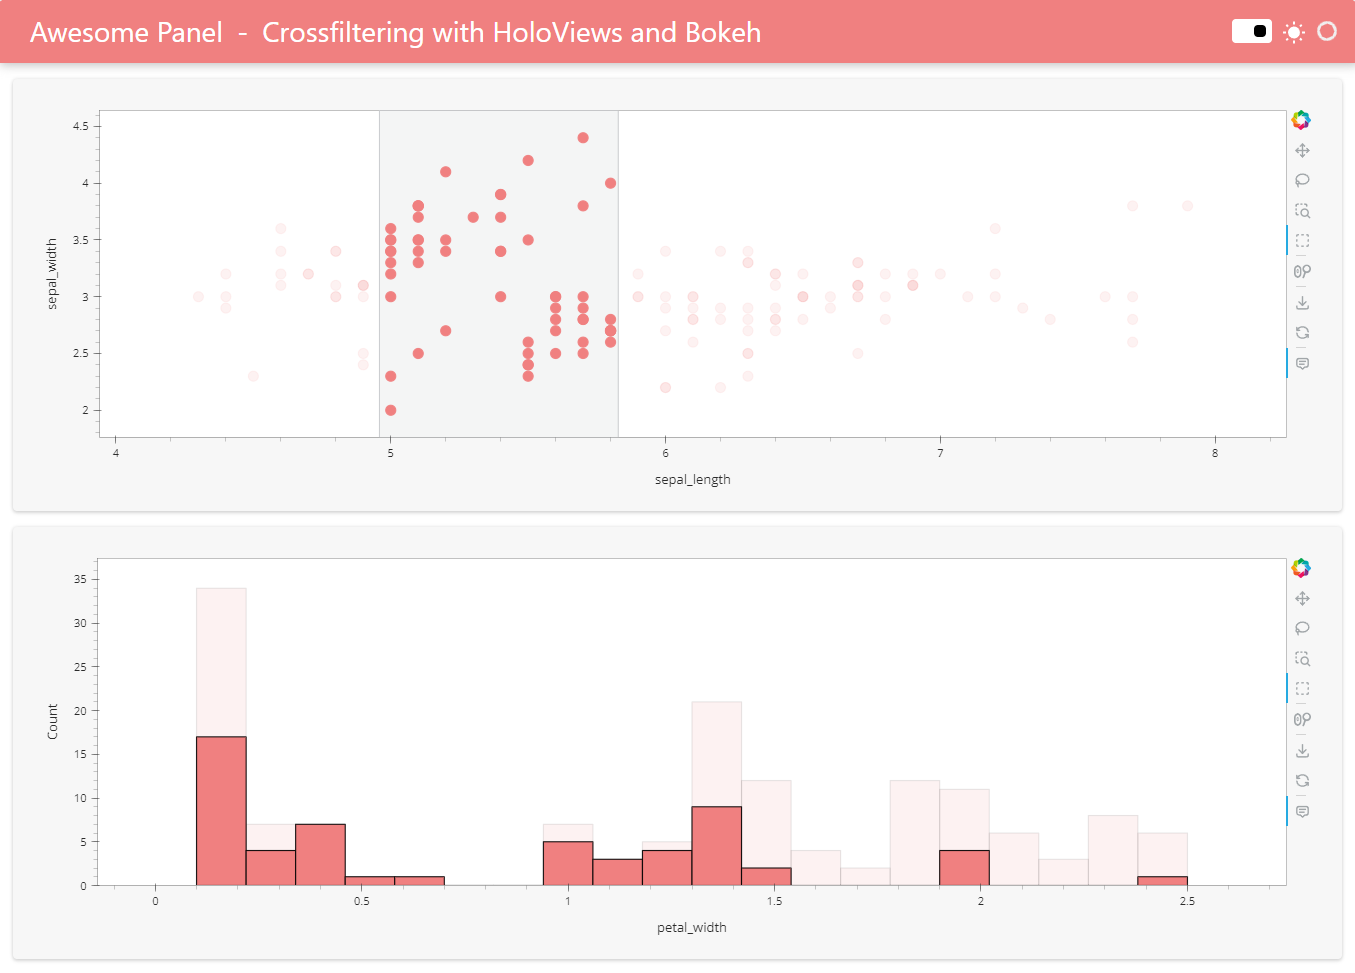 Awesome Panel - Crossfiltering with HoloViews and Bokeh
4.5
4
3.5
3
2.5
2
sepal_width
4 5 6 7 8
sepal_length
35
30
25
20
15
10
5
0
Count
0 0.5 1 1.5 2 2.5
petal_width